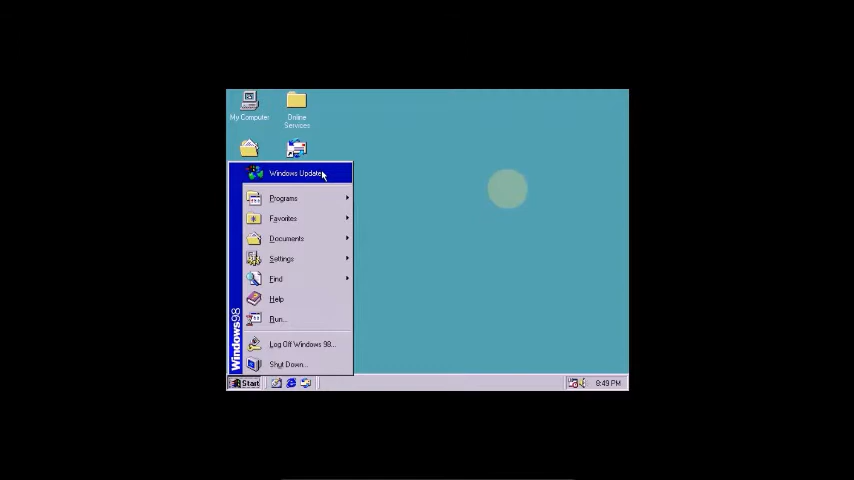 My Computer
Online
Services
Windows Update
Programs
Favorites
Documents
Settings
Find
Help
Run...
Log Off Windows 98...
Shut Down...
Windows98
Start
8:49 PM